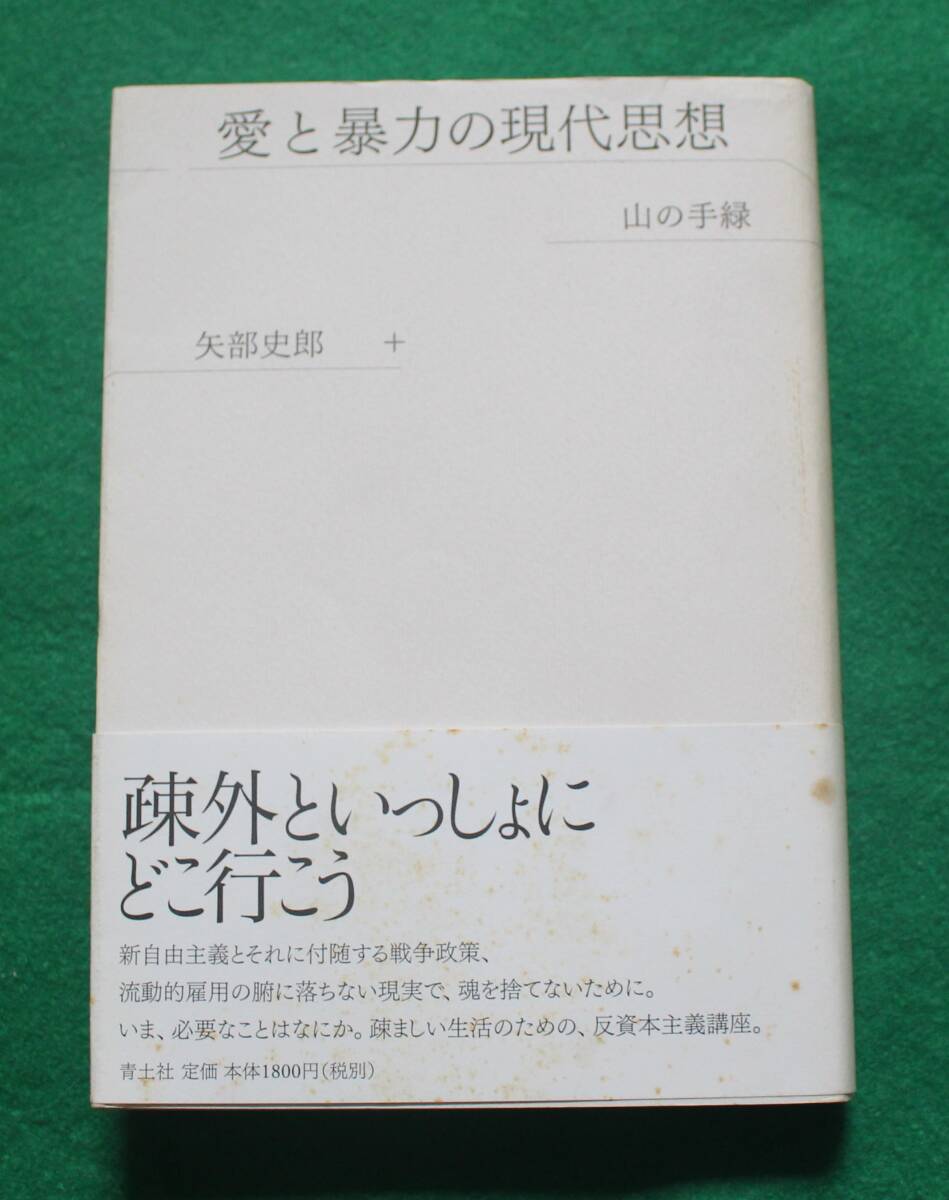 愛と暴力の現代思想
山の手緑
矢部史郎 +
疎外といっしょに
どこ行こう
新自由主義とそれに付随する戦争政策、
流動的雇用の腑に落ちない現実で、魂を捨てないために。
いま、必要なことはなにか。疎ましい生活のための、反資本主義講座。
青土社 定価 本体1800円(税別)